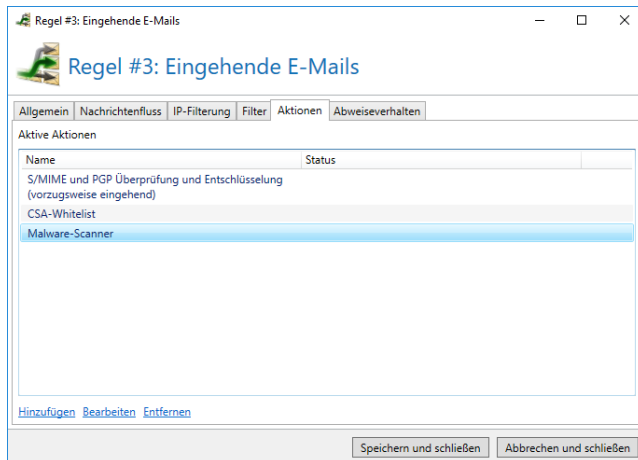 Regel #3: Eingehende E-Mails
Regel #3: Eingehende E-Mails
Allgemein Nachrichtenfluss IP-Filterung Filter Aktionen Abweiseverhalten
Aktive Aktionen
Name Status
S/MIME und PGP Überprüfung und Entschlüsselung
(vorzugsweise eingehend)
CSA-Whitelist
Malware-Scanner
Hinzufügen Bearbeiten Entfernen
Speichern und schließen Abbrechen und schließen